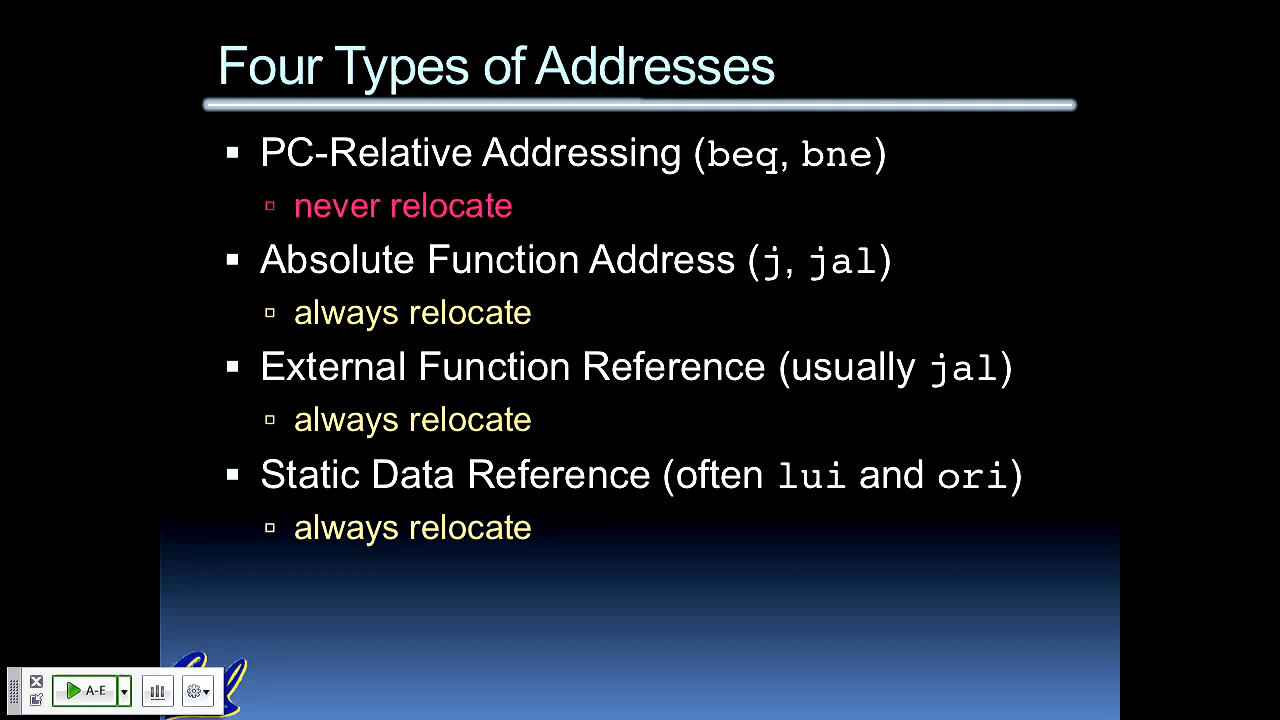 Four Types of Addresses
▪ PC-Relative Addressing (beq, bne)
▫ never relocate
▪ Absolute Function Address (j, jal)
▫ always relocate
▪ External Function Reference (usually jal)
▫ always relocate
▪ Static Data Reference (often lui and ori)
▫ always relocate
A-E